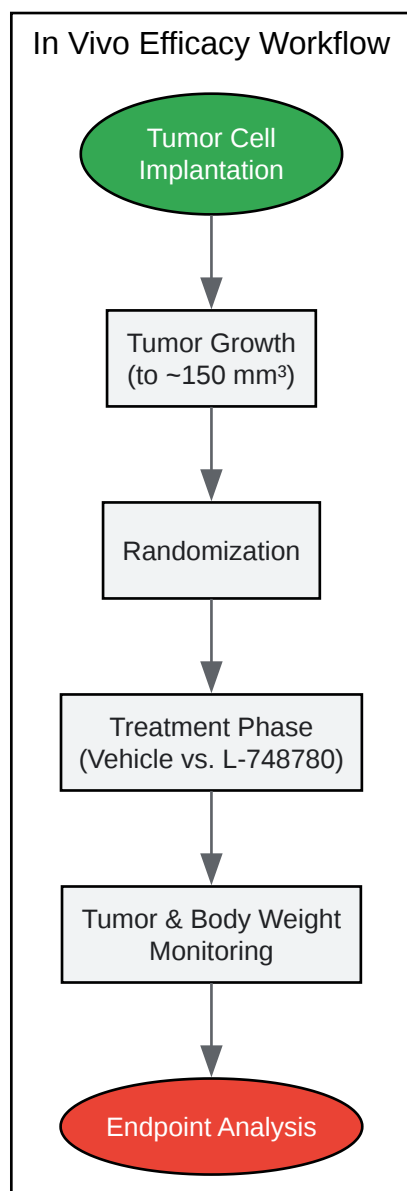 In Vivo Efficacy Workflow
Tumor Cell
Implantation
Tumor Growth
(to ~150 mm³)
Randomization
Treatment Phase
(Vehicle vs. L-748780)
Tumor & Body Weight
Monitoring
Endpoint Analysis